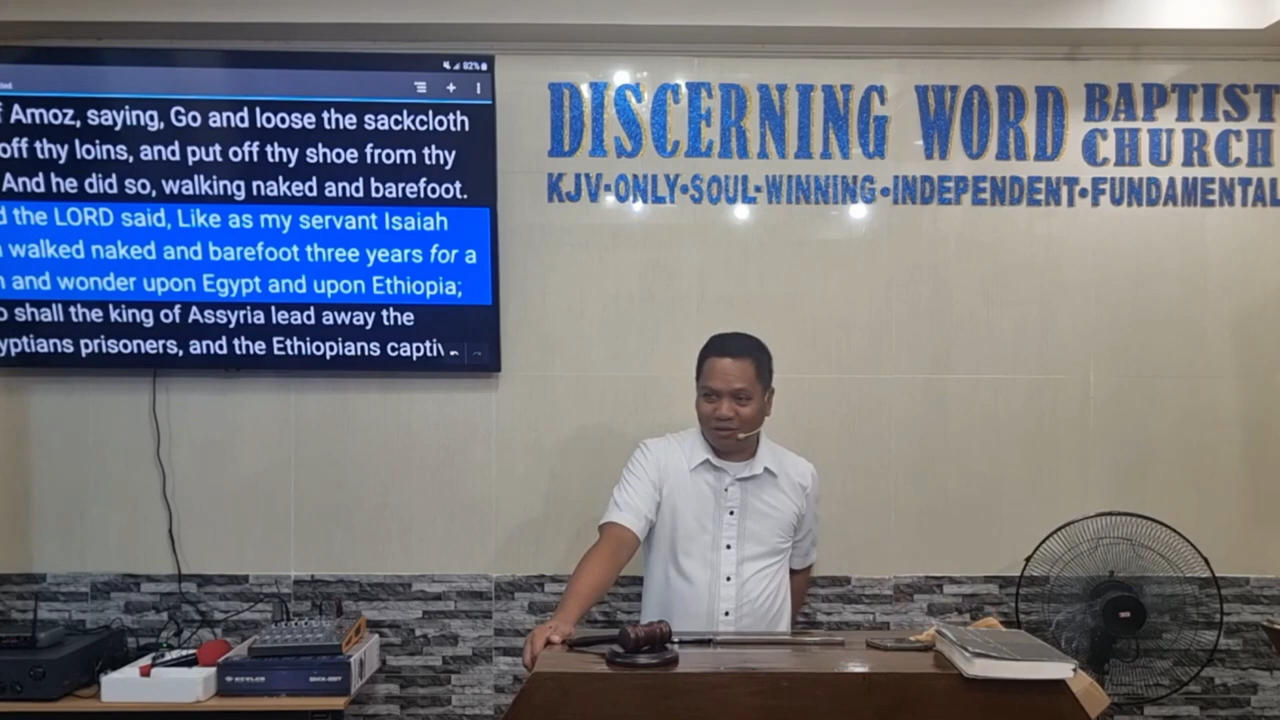 82%
f Amoz, saying, Go and loose the sackcloth
off thy loins, and put off thy shoe from thy
And he did so, walking naked and barefoot.
d the LORD said, Like as my servant Isaiah
walked naked and barefoot three years for a
n and wonder upon Egypt and upon Ethiopia;
o shall the king of Assyria lead away the
yptians prisoners, and the Ethiopians captiv
DISCERNING WORD BAPTIST CHURCH
KJV-ONLY•SOUL-WINNING•INDEPENDENT•FUNDAMENTAL